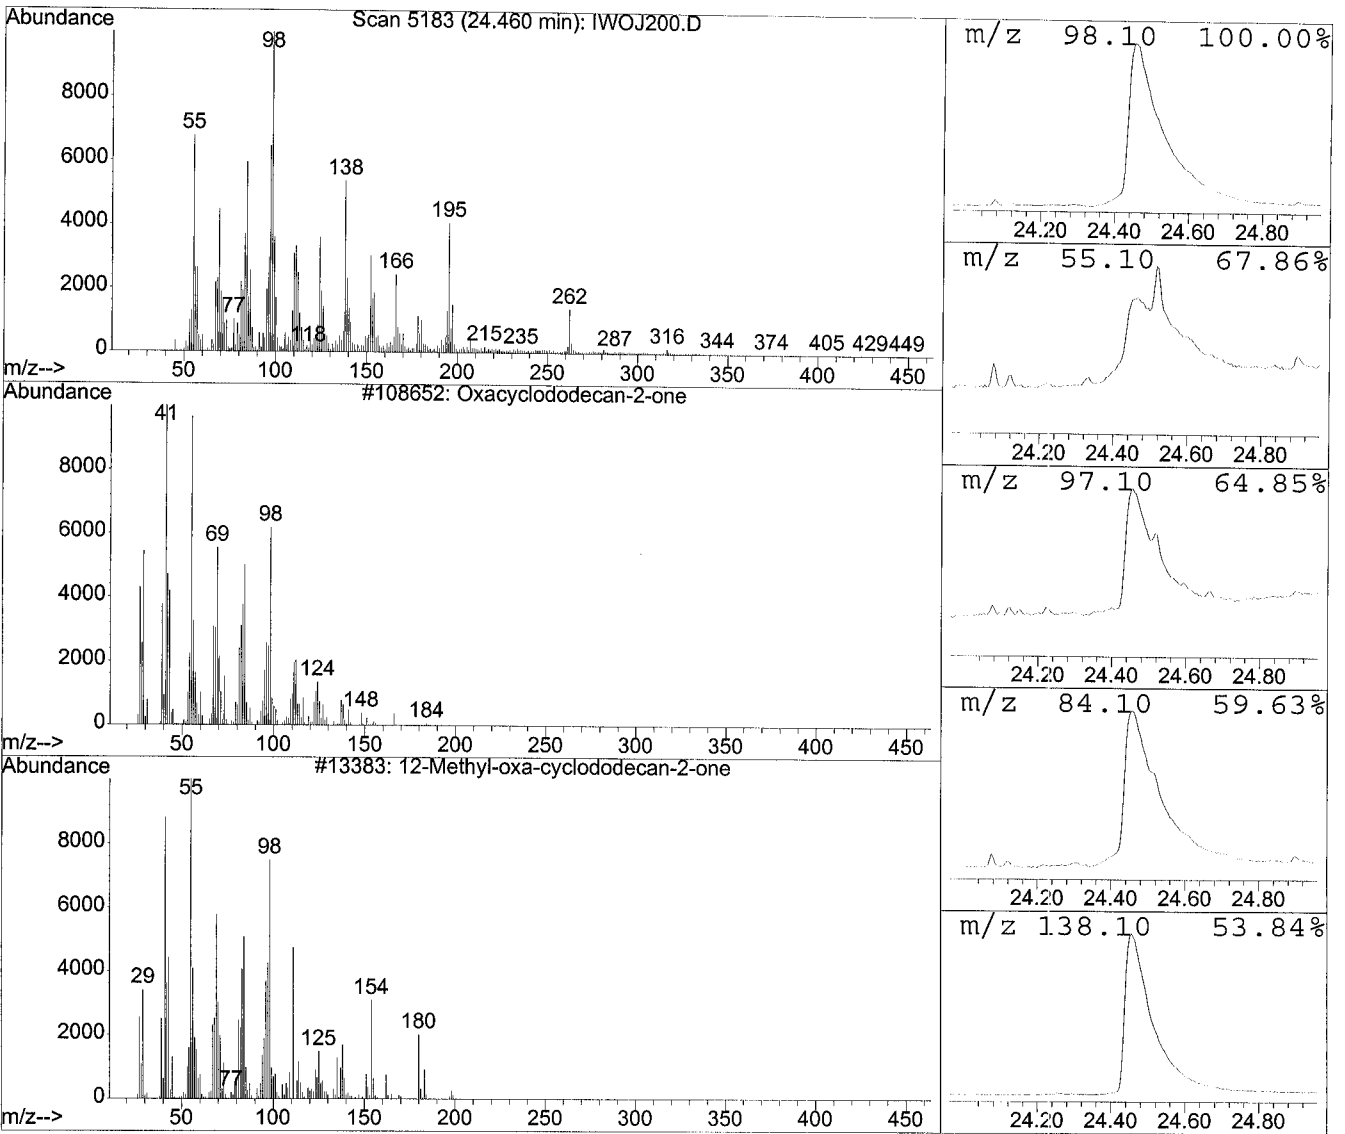 Abundance
Scan 5183 (24.460 min): IWOJ200.D
98
8000
55
6000
138
4000
195
166
2000
77
262
118
215 235 287 316 344 374 405 429 449
0
m/z--> 50 100 150 200 250 300 350 400 450
Abundance
#108652: Oxacyclododecan-2-one
41
8000
6000
69
98
4000
2000
124
148
184
0
m/z--> 50 100 150 200 250 300 350 400 450
Abundance
#13383: 12-Methyl-oxa-cyclododecan-2-one
55
8000
98
6000
4000
29
154
2000
180
125
77
0
m/z--> 50 100 150 200 250 300 350 400 450
m/z 98.10 100.00%
24.20 24.40 24.60 24.80
m/z 55.10 67.86%
24.20 24.40 24.60 24.80
m/z 97.10 64.85%
24.20 24.40 24.60 24.80
m/z 84.10 59.63%
24.20 24.40 24.60 24.80
m/z 138.10 53.84%
24.20 24.40 24.60 24.80